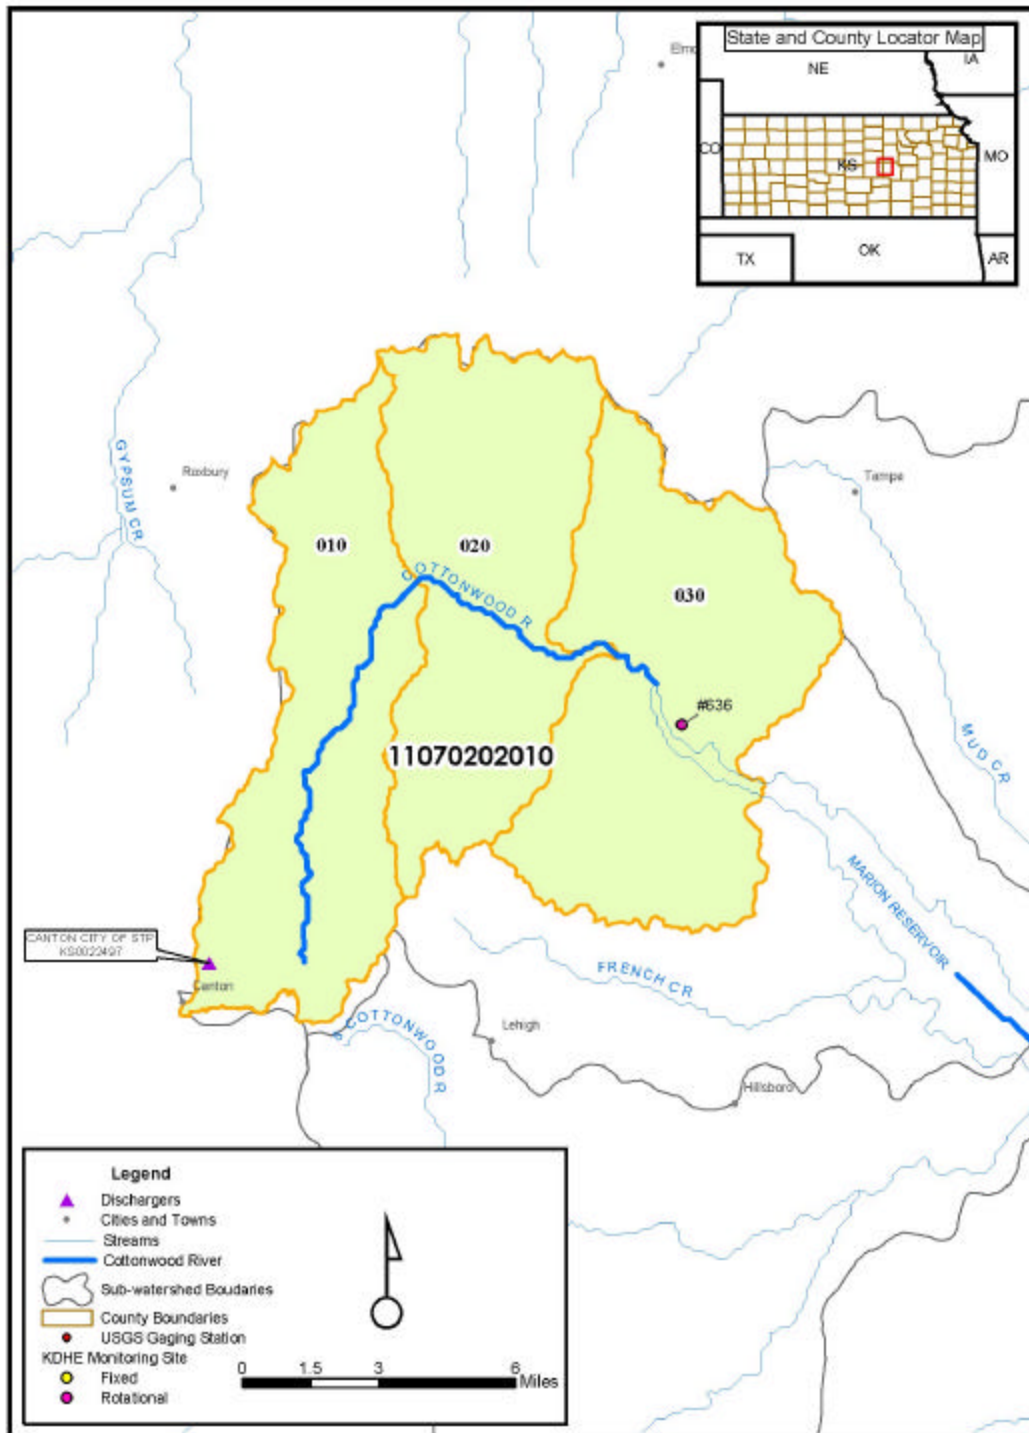 State and County Locator Map
NE
IA
CO
KS
MO
TX
OK
AR
Elmo
GYPSUM CR
Roxbury
Tampa
010
020
030
COTTONWOOD R
#636
11070202010
MUD CR
MARION RESERVOIR
CANTON CITY OF STP
KS0022497
Canton
FRENCH CR
S COTTONWOOD R
Lehigh
Hillsboro
Legend
Dischargers
Cities and Towns
Streams
Cottonwood River
Sub-watershed Boudaries
County Boundaries
USGS Gaging Station
KDHE Monitoring Site
Fixed
Rotational
0 1.5 3 6
Miles